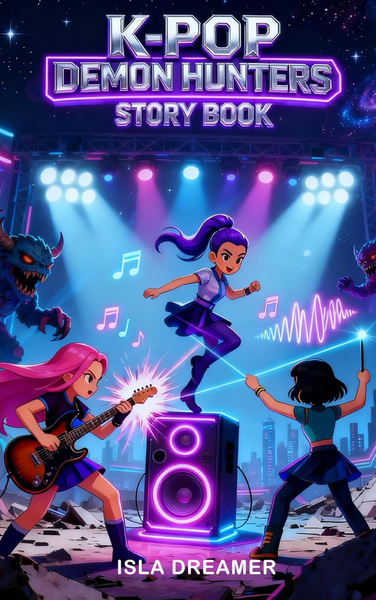 K-POP
DEMON HUNTERS
STORY BOOK
ISLA DREAMER